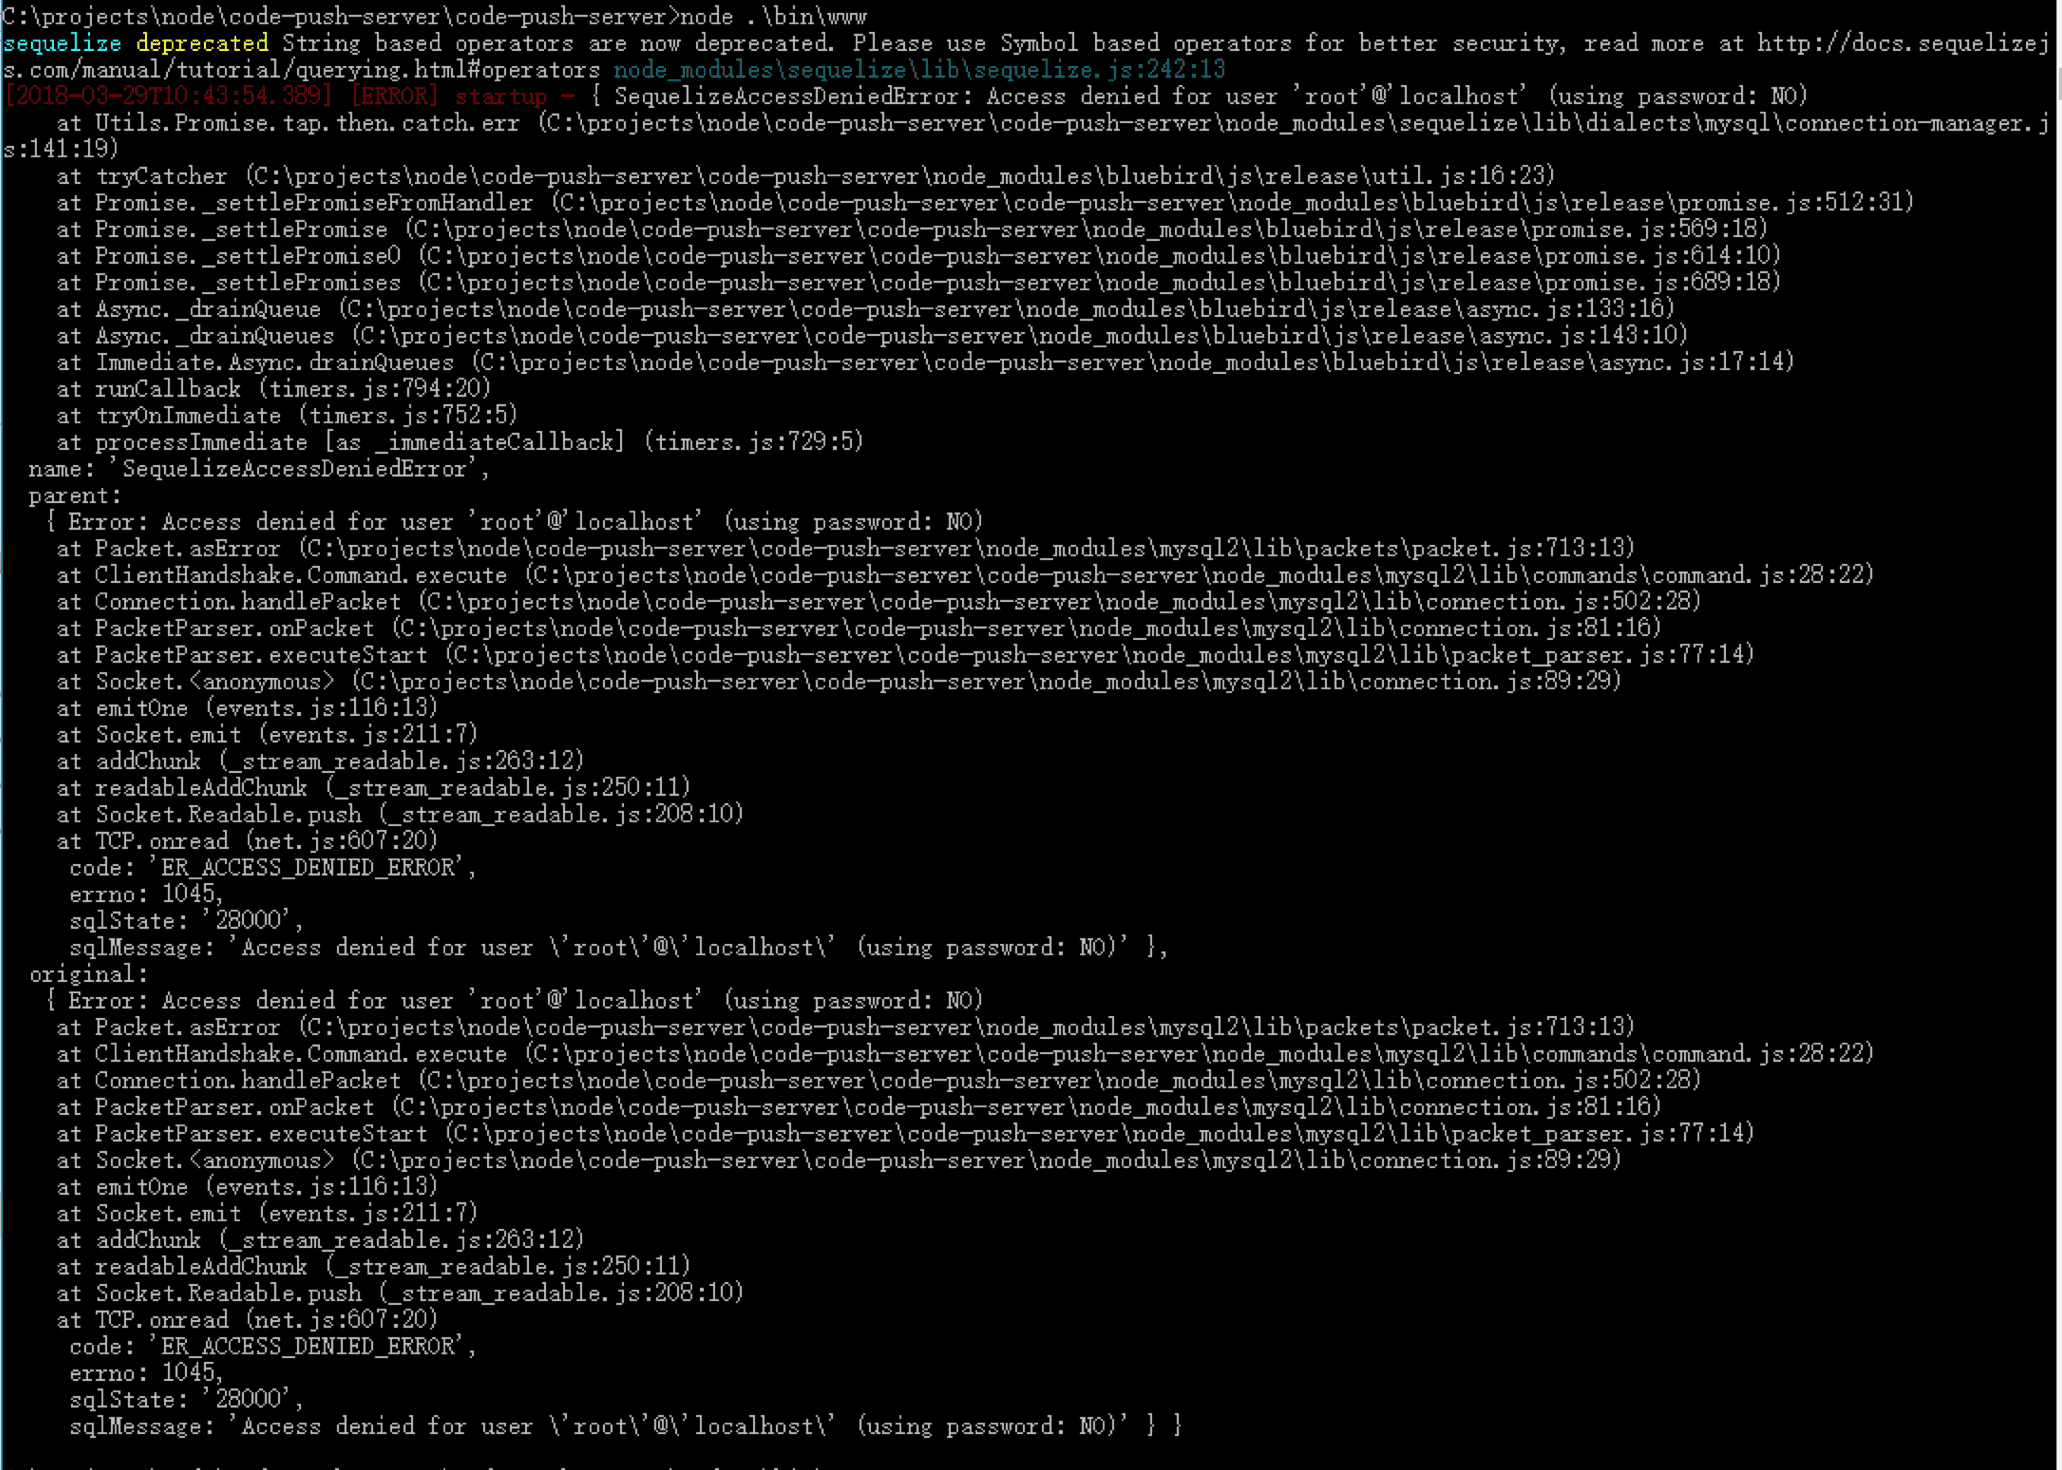 C:\projects\node\code-push-server\code-push-server>node .\bin\www
sequelize deprecated String based operators are now deprecated. Please use Symbol based operators for better security, read more at http://docs.sequelizej
s.com/manual/tutorial/querying.html#operators node_modules\sequelize\lib\sequelize.js:242:13
[2018-03-29T10:43:54.389] [ERROR] startup - { SequelizeAccessDeniedError: Access denied for user 'root'@'localhost' (using password: NO)
    at Utils.Promise.tap.then.catch.err (C:\projects\node\code-push-server\code-push-server\node_modules\sequelize\lib\dialects\mysql\connection-manager.j
s:141:19)
    at tryCatcher (C:\projects\node\code-push-server\code-push-server\node_modules\bluebird\js\release\util.js:16:23)
    at Promise._settlePromiseFromHandler (C:\projects\node\code-push-server\code-push-server\node_modules\bluebird\js\release\promise.js:512:31)
    at Promise._settlePromise (C:\projects\node\code-push-server\code-push-server\node_modules\bluebird\js\release\promise.js:569:18)
    at Promise._settlePromise0 (C:\projects\node\code-push-server\code-push-server\node_modules\bluebird\js\release\promise.js:614:10)
    at Promise._settlePromises (C:\projects\node\code-push-server\code-push-server\node_modules\bluebird\js\release\promise.js:689:18)
    at Async._drainQueue (C:\projects\node\code-push-server\code-push-server\node_modules\bluebird\js\release\async.js:133:16)
    at Async._drainQueues (C:\projects\node\code-push-server\code-push-server\node_modules\bluebird\js\release\async.js:143:10)
    at Immediate.Async.drainQueues (C:\projects\node\code-push-server\code-push-server\node_modules\bluebird\js\release\async.js:17:14)
    at runCallback (timers.js:794:20)
    at tryOnImmediate (timers.js:752:5)
    at processImmediate [as _immediateCallback] (timers.js:729:5)
  name: 'SequelizeAccessDeniedError',
  parent:
   { Error: Access denied for user 'root'@'localhost' (using password: NO)
    at Packet.asError (C:\projects\node\code-push-server\code-push-server\node_modules\mysql2\lib\packets\packet.js:713:13)
    at ClientHandshake.Command.execute (C:\projects\node\code-push-server\code-push-server\node_modules\mysql2\lib\commands\command.js:28:22)
    at Connection.handlePacket (C:\projects\node\code-push-server\code-push-server\node_modules\mysql2\lib\connection.js:502:28)
    at PacketParser.onPacket (C:\projects\node\code-push-server\code-push-server\node_modules\mysql2\lib\connection.js:81:16)
    at PacketParser.executeStart (C:\projects\node\code-push-server\code-push-server\node_modules\mysql2\lib\packet_parser.js:77:14)
    at Socket.<anonymous> (C:\projects\node\code-push-server\code-push-server\node_modules\mysql2\lib\connection.js:89:29)
    at emitOne (events.js:116:13)
    at Socket.emit (events.js:211:7)
    at addChunk (_stream_readable.js:263:12)
    at readableAddChunk (_stream_readable.js:250:11)
    at Socket.Readable.push (_stream_readable.js:208:10)
    at TCP.onread (net.js:607:20)
     code: 'ER_ACCESS_DENIED_ERROR',
     errno: 1045,
     sqlState: '28000',
     sqlMessage: 'Access denied for user \'root\'@\'localhost\' (using password: NO)' },
  original:
   { Error: Access denied for user 'root'@'localhost' (using password: NO)
    at Packet.asError (C:\projects\node\code-push-server\code-push-server\node_modules\mysql2\lib\packets\packet.js:713:13)
    at ClientHandshake.Command.execute (C:\projects\node\code-push-server\code-push-server\node_modules\mysql2\lib\commands\command.js:28:22)
    at Connection.handlePacket (C:\projects\node\code-push-server\code-push-server\node_modules\mysql2\lib\connection.js:502:28)
    at PacketParser.onPacket (C:\projects\node\code-push-server\code-push-server\node_modules\mysql2\lib\connection.js:81:16)
    at PacketParser.executeStart (C:\projects\node\code-push-server\code-push-server\node_modules\mysql2\lib\packet_parser.js:77:14)
    at Socket.<anonymous> (C:\projects\node\code-push-server\code-push-server\node_modules\mysql2\lib\connection.js:89:29)
    at emitOne (events.js:116:13)
    at Socket.emit (events.js:211:7)
    at addChunk (_stream_readable.js:263:12)
    at readableAddChunk (_stream_readable.js:250:11)
    at Socket.Readable.push (_stream_readable.js:208:10)
    at TCP.onread (net.js:607:20)
     code: 'ER_ACCESS_DENIED_ERROR',
     errno: 1045,
     sqlState: '28000',
     sqlMessage: 'Access denied for user \'root\'@\'localhost\' (using password: NO)' } }